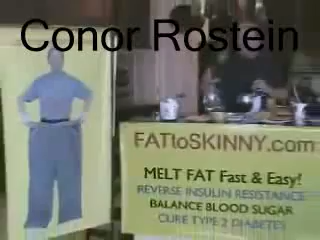 Conor Rostein
FATtoSKINNY.com
MELT FAT Fast & Easy!
REVERSE INSULIN RESISTANCE
BALANCE BLOOD SUGAR
CURE TYPE 2 DIABETES